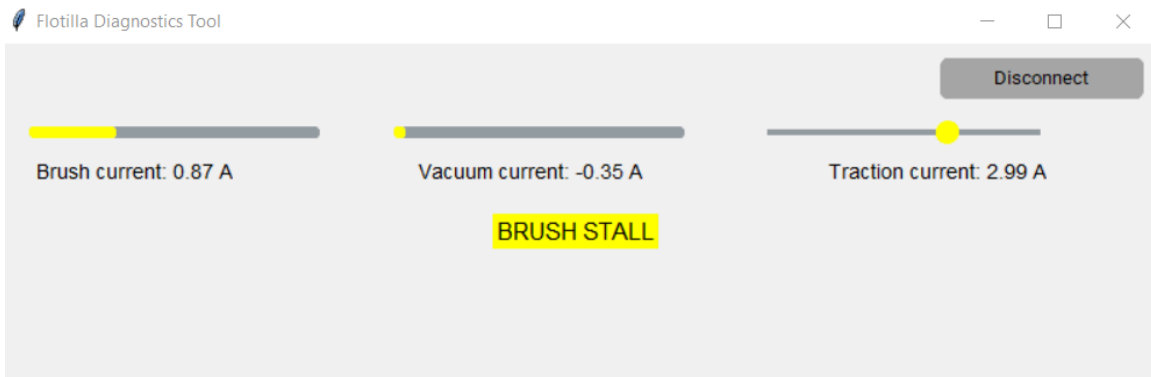 Flotilla Diagnostics Tool
Disconnect
Brush current: 0.87 A
Vacuum current: -0.35 A
Traction current: 2.99 A
BRUSH STALL